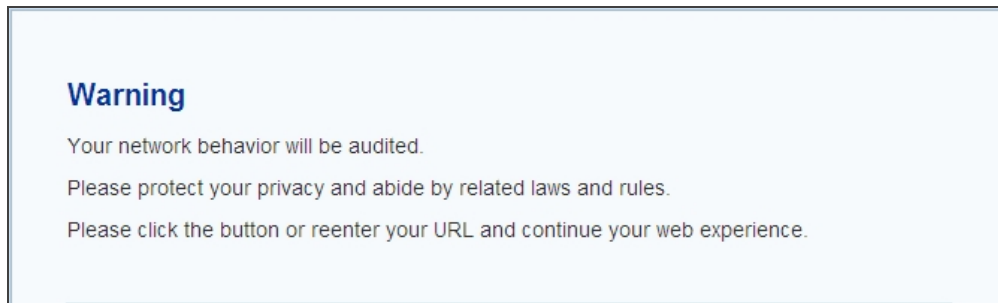 Warning
Your network behavior will be audited.
Please protect your privacy and abide by related laws and rules.
Please click the button or reenter your URL and continue your web experience.